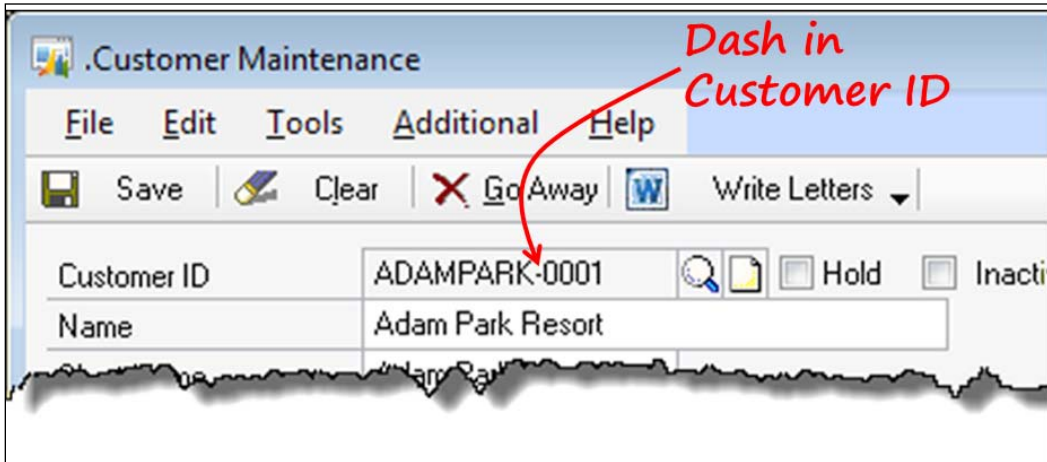 Dash in
Customer ID
.Customer Maintenance
File Edit Tools Additional Help
Save Clear Go Away W Write Letters
Customer ID ADAMPARK-0001 Hold Inacti
Name Adam Park Resort